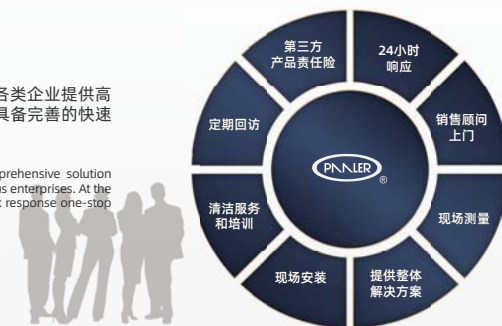 各类企业提供高
具备完善的快速
prehensive solution
us enterprises. At the
k response one-stop
第三方
产品责任险
24小时
响应
销售顾问
上门
现场测量
提供整体
解决方案
现场安装
清洁服务
和培训
定期回访
PNLER
®